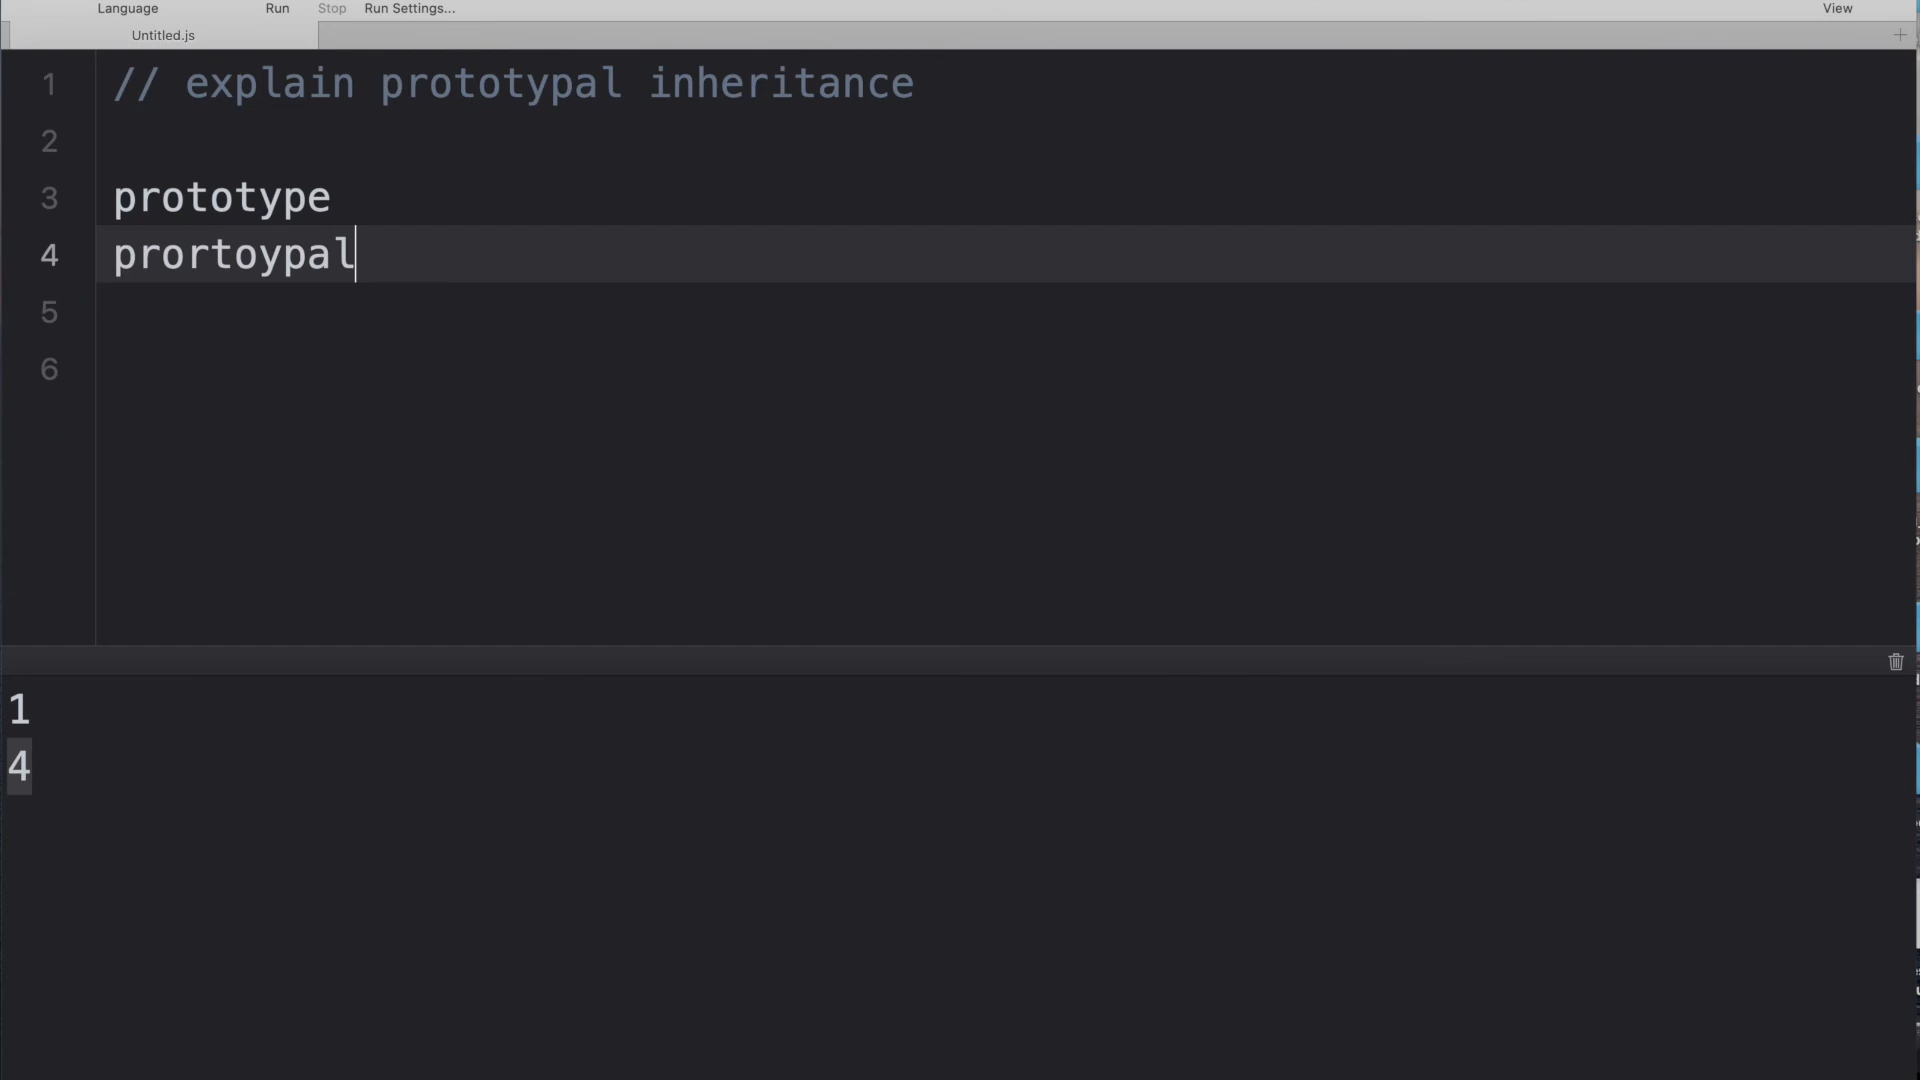 Language Run Stop Run Settings... View
Untitled.js +
1 // explain prototypal inheritance
2
3 prototype
4 prortoypal
5
6
1
4